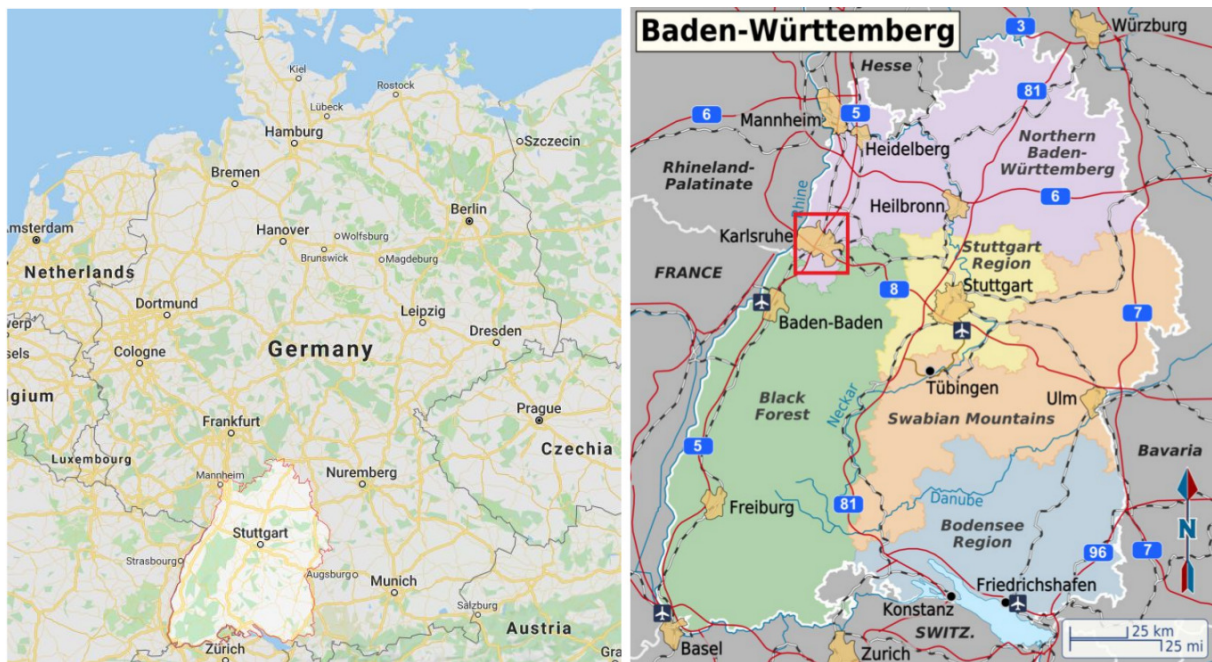 Kiel
Rostock
Lübeck
Hamburg
Szczecin
Bremen
Berlin
Amsterdam
Hanover
Wolfsburg
Brunswick
Magdeburg
Netherlands
Dortmund
Leipzig
Dresden
Cologne
Germany
Frankfurt
Prague
Czechia
Luxembourg
Mannheim
Nuremberg
Stuttgart
Strasbourg
Augsburg
Munich
Salzburg
Austria
Zürich
Baden-Württemberg
3
Würzburg
Hesse
81
Mannheim
5
6
Heidelberg
Northern
Baden-
Württemberg
Rhineland-
Palatinate
6
Heilbronn
Karlsruhe
Stuttgart
Region
FRANCE
Stuttgart
8
7
Baden-Baden
Tübingen
Ulm
Black
Forest
Neckar
Swabian Mountains
5
Bavaria
81
Danube
Freiburg
N
Bodensee
Region
96
7
Friedrichshafen
Konstanz
SWITZ.
25 km
25 mi
Basel
Zurich